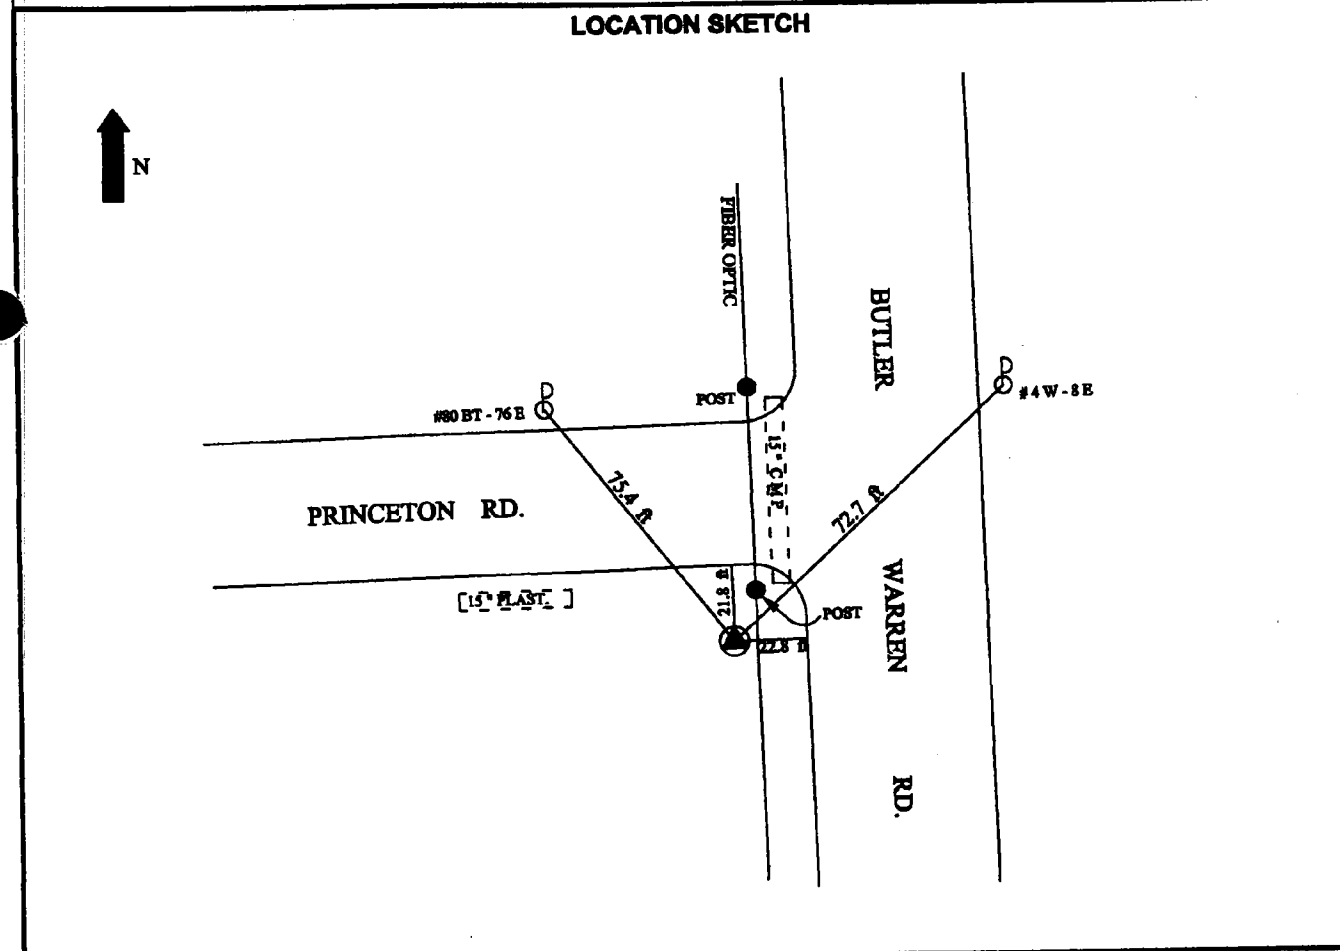 LOCATION SKETCH
N
FIBER OPTIC
BUTLER
POST
#80 BT - 76 E
#4 W - 8 E
15" CMP
75.4 ft
72.7 ft
PRINCETON RD.
21.8 ft
[15" PLAST. ]
POST
22.8 ft
WARREN
RD.